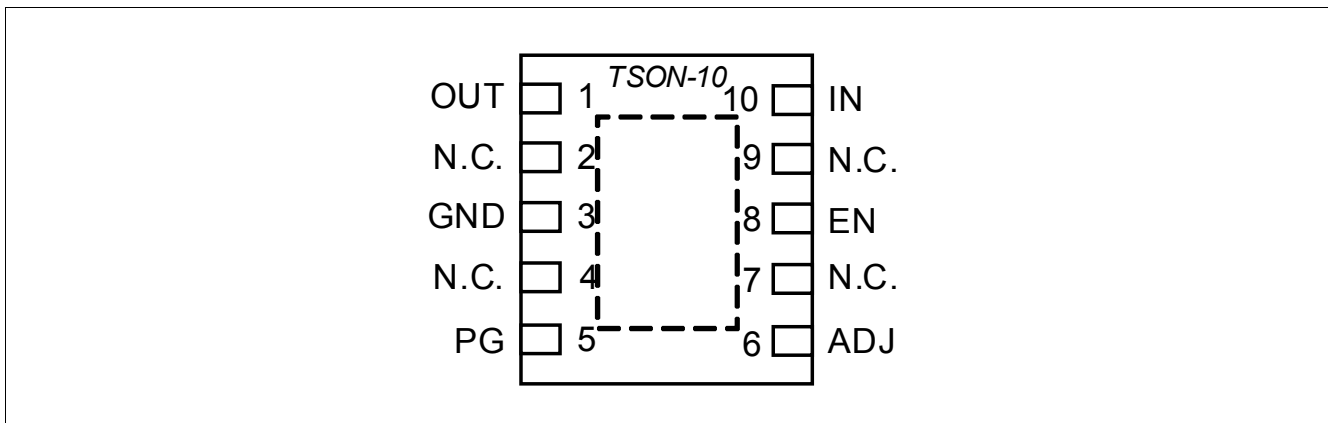 TSON-10
OUT 1 10 IN
N.C. 2 9 N.C.
GND 3 8 EN
N.C. 4 7 N.C.
PG 5 6 ADJ